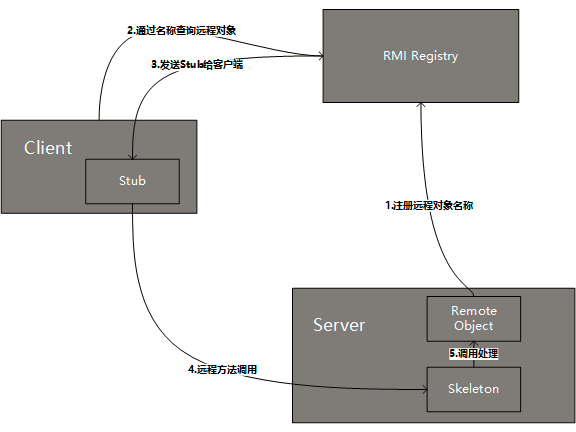 2.通过名称查询远程对象
RMI Registry
3.发送Stub给客户端
Client
Stub
1.注册远程对象名称
Remote
Object
Server
5.调用处理
4.远程方法调用
Skeleton